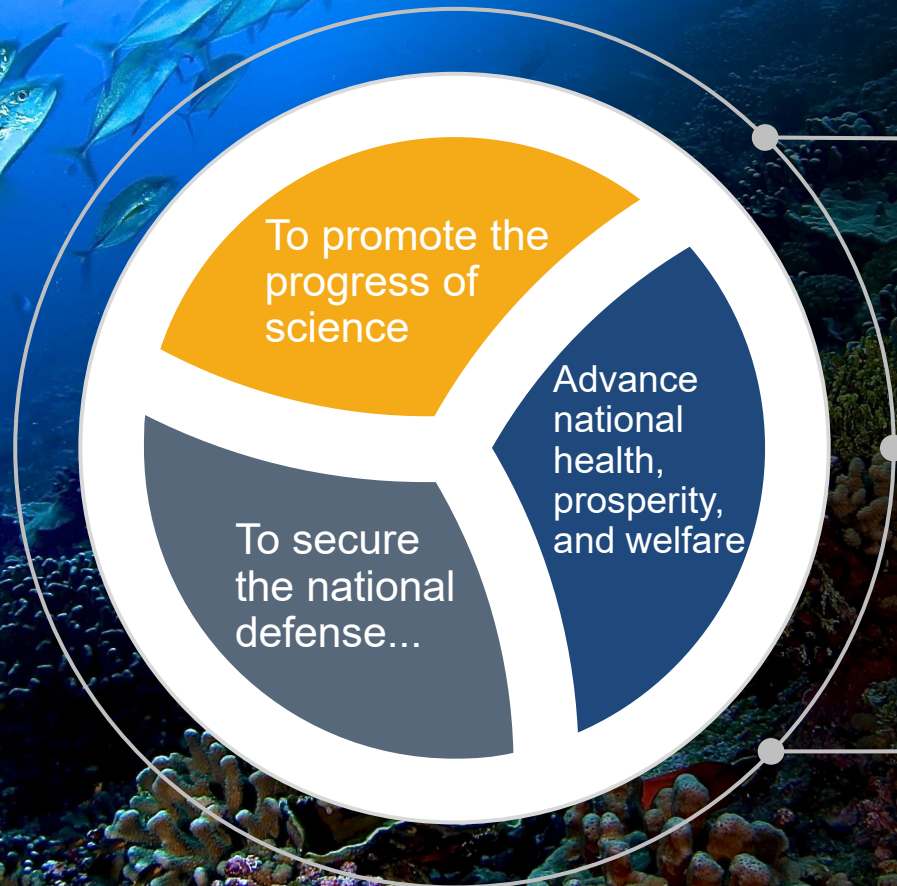 To promote the
progress of
science
Advance
national
health,
prosperity,
and welfare
To secure
the national
defense...